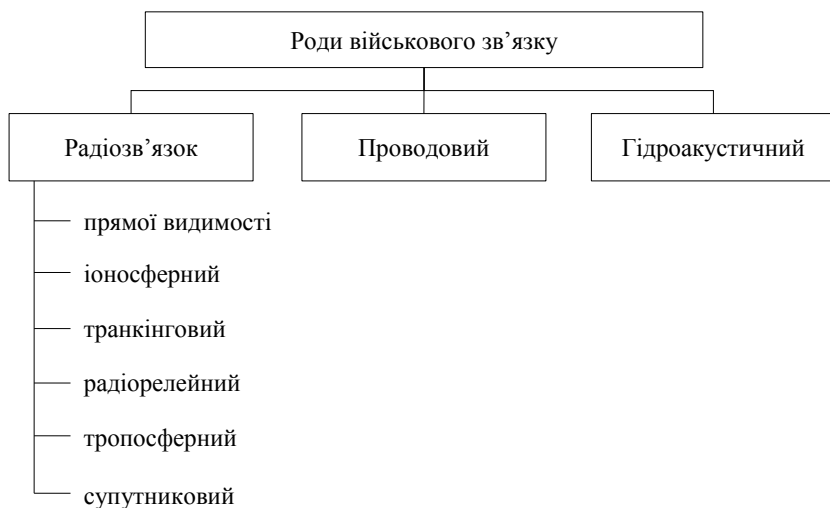 Роди військового зв’язку
Радіозв’язок
Проводовий
Гідроакустичний
прямої видимості
іоносферний
транкінговий
радіорелейний
тропосферний
супутниковий